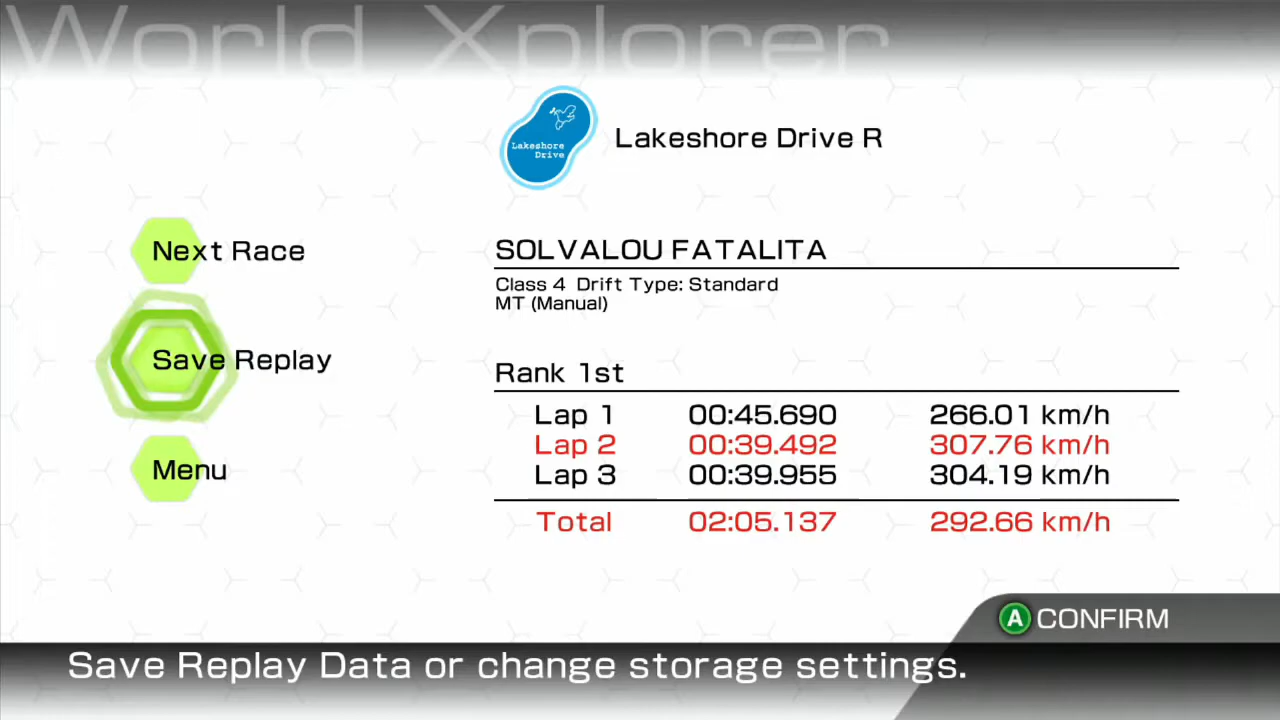 World Xplorer
Lakeshore
Drive
Lakeshore Drive R
Next Race
Save Replay
Menu
SOLVALOU FATALITA
Class 4 Drift Type: Standard
MT (Manual)
Rank 1st
Lap 1 00:45.690 266.01 km/h
Lap 2 00:39.492 307.76 km/h
Lap 3 00:39.955 304.19 km/h
Total 02:05.137 292.66 km/h
A CONFIRM
Save Replay Data or change storage settings.